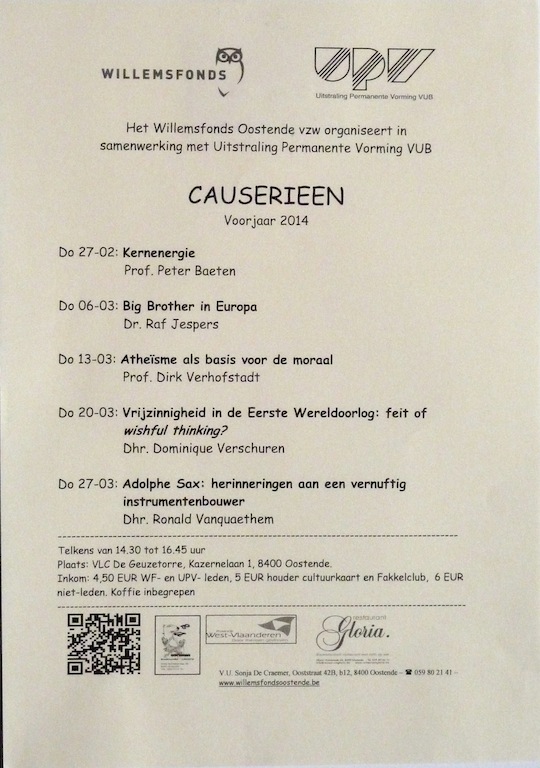 WILLEMSFONDS
UPV
Uitstraling Permanente Vorming VUB
Het Willemsfonds Oostende vzw organiseert in
samenwerking met Uitstraling Permanente Vorming VUB
CAUSERIEEN
Voorjaar 2014
Do 27-02: Kernenergie
Prof. Peter Baeten
Do 06-03: Big Brother in Europa
Dr. Raf Jespers
Do 13-03: Atheïsme als basis voor de moraal
Prof. Dirk Verhofstadt
Do 20-03: Vrijzinnigheid in de Eerste Wereldoorlog: feit of
wishful thinking?
Dhr. Dominique Verschuren
Do 27-03: Adolphe Sax: herinneringen aan een vernuftig
instrumentenbouwer
Dhr. Ronald Vanquaethem
Telkens van 14.30 tot 16.45 uur
Plaats: VLC De Geuzetorre, Kazernelaan 1, 8400 Oostende.
Inkom: 4,50 EUR WF- en UPV- leden, 5 EUR houder cultuurkaart en Fakkelclub, 6 EUR
niet-leden. Koffie inbegrepen
West-Vlaanderen
restaurant
Gloria.
V.U. Sonja De Craemer, Ooststraat 42B, b12, 8400 Oostende – ☎ 059 80 21 41 –
www.willemsfondsoostende.be